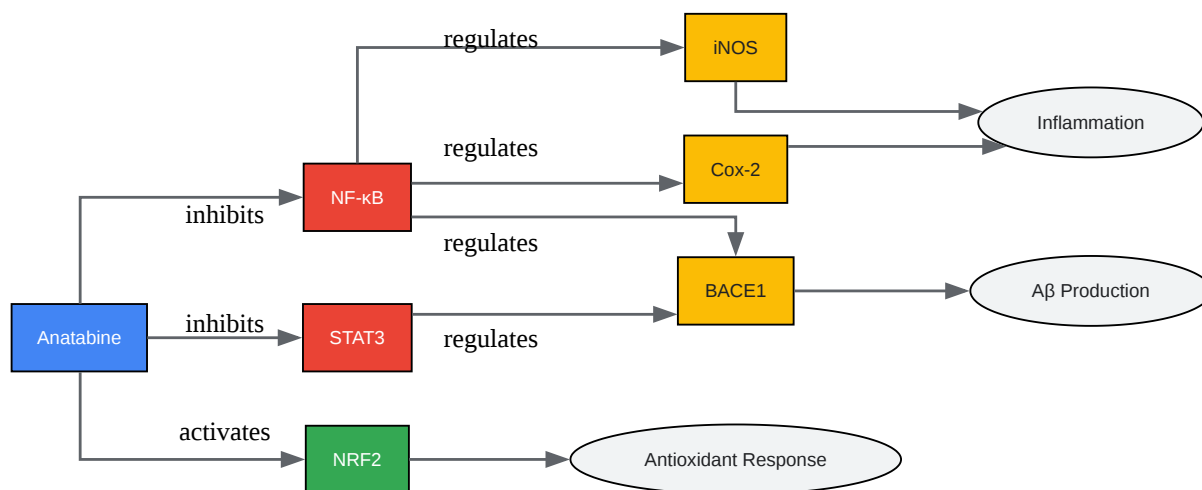 regulates
iNOS
Inflammation
regulates
Cox-2
NF-κB
inhibits
regulates
BACE1
Aβ Production
Anatabine
inhibits
STAT3
regulates
activates
NRF2
Antioxidant Response